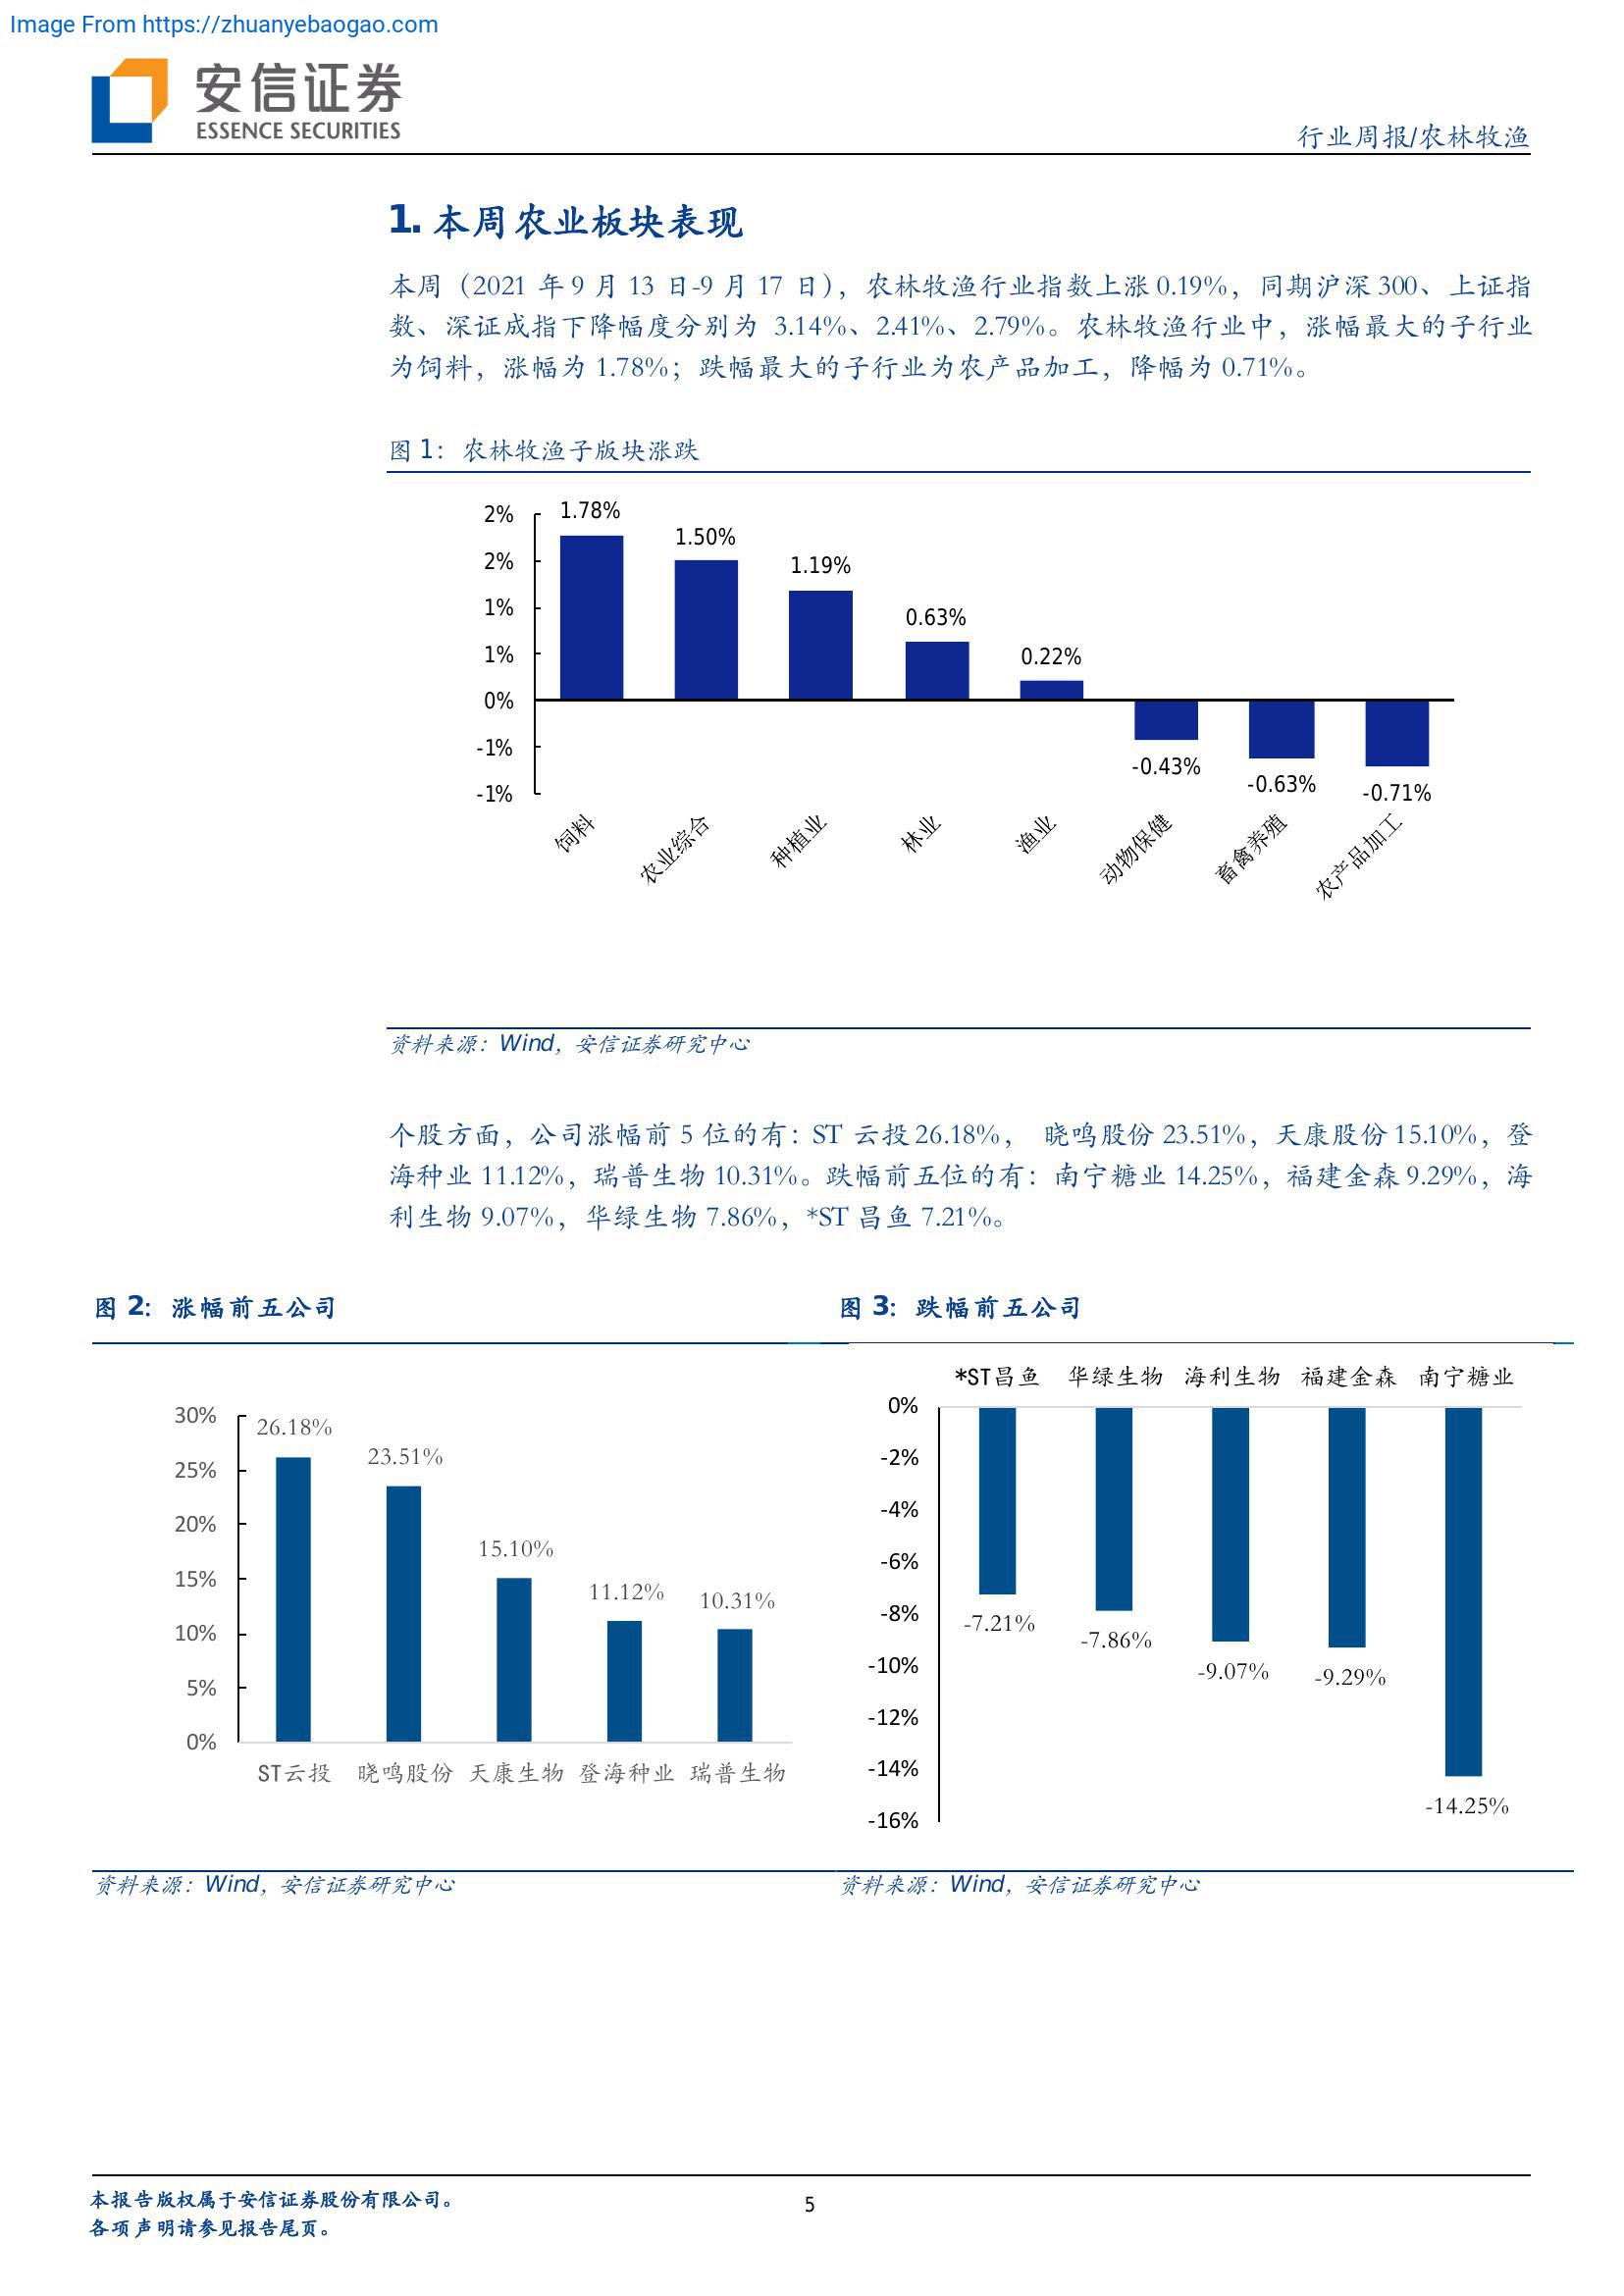 Image From https://zhuanyebaogao.com
安信证券
ESSENCE SECURITIES
行业周报/农林牧渔
1. 本周农业板块表现
本周（2021 年 9 月 13 日-9 月 17 日），农林牧渔行业指数上涨 0.19%，同期沪深 300、上证指
数、深证成指下降幅度分别为 3.14%、2.41%、2.79%。农林牧渔行业中，涨幅最大的子行业
为饲料，涨幅为 1.78%；跌幅最大的子行业为农产品加工，降幅为 0.71%。
图 1：农林牧渔子版块涨跌
2%
2%
1%
1%
0%
-1%
-1%
1.78%
1.50%
1.19%
0.63%
0.22%
-0.43%
-0.63%
-0.71%
饲料
农业综合
种植业
林业
渔业
动物保健
畜禽养殖
农产品加工
资料来源：Wind，安信证券研究中心
个股方面，公司涨幅前 5 位的有：ST 云投 26.18%， 晓鸣股份 23.51%，天康股份 15.10%，登
海种业 11.12%，瑞普生物 10.31%。跌幅前五位的有：南宁糖业 14.25%，福建金森 9.29%，海
利生物 9.07%，华绿生物 7.86%，*ST 昌鱼 7.21%。
图 2：涨幅前五公司
30%
25%
20%
15%
10%
5%
0%
26.18%
23.51%
15.10%
11.12%
10.31%
ST云投 晓鸣股份 天康生物 登海种业 瑞普生物
资料来源：Wind，安信证券研究中心
图 3：跌幅前五公司
*ST昌鱼 华绿生物 海利生物 福建金森 南宁糖业
0%
-2%
-4%
-6%
-8%
-10%
-12%
-14%
-16%
-7.21%
-7.86%
-9.07%
-9.29%
-14.25%
资料来源：Wind，安信证券研究中心
本报告版权属于安信证券股份有限公司。
各项声明请参见报告尾页。
5